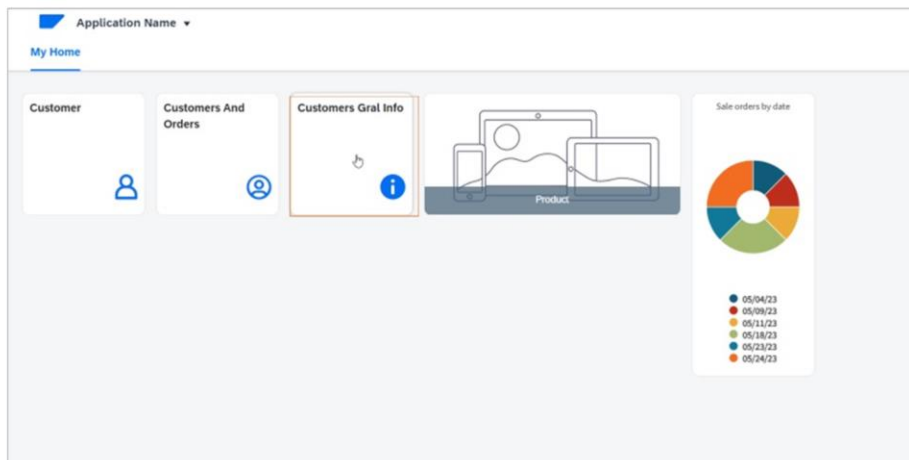 Application Name
My Home
Customer
Customers And
Orders
Customers Gral Info
Product
Sale orders by date
05/04/23
05/09/23
05/11/23
05/18/23
05/23/23
05/24/23